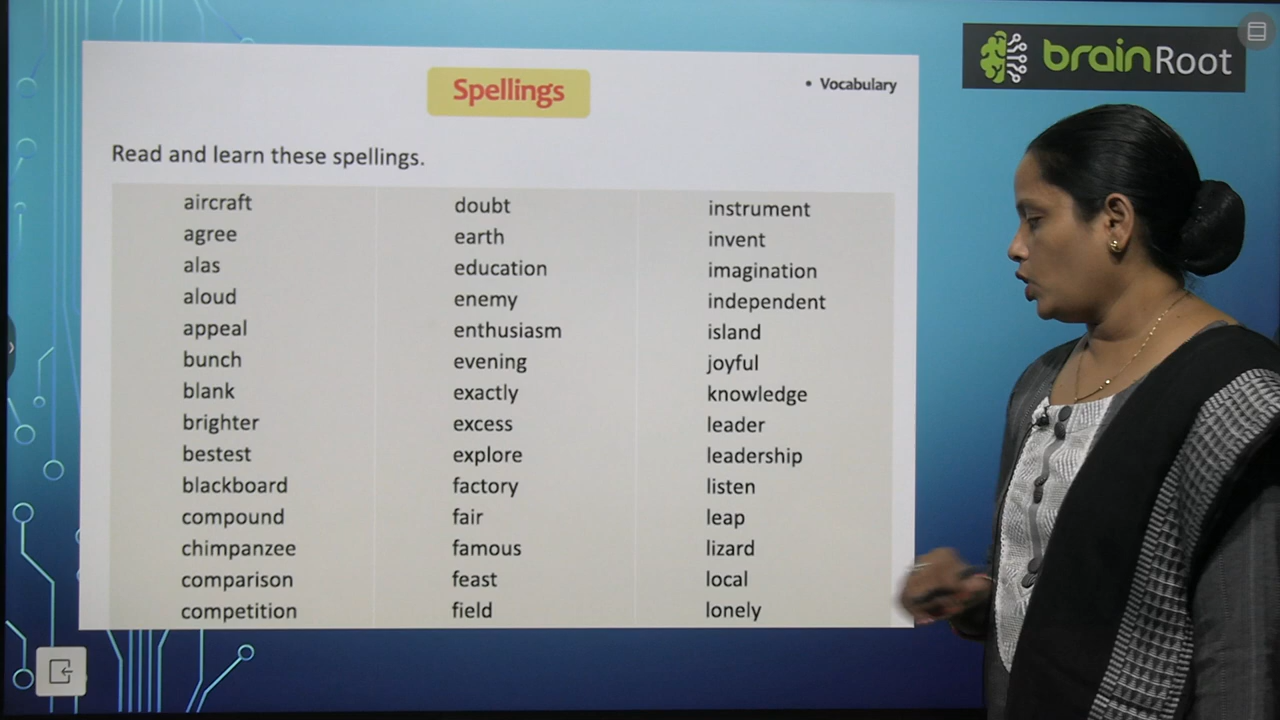 brainRoot
Spellings
• Vocabulary
Read and learn these spellings.
aircraft
agree
alas
aloud
appeal
bunch
blank
brighter
bestest
blackboard
compound
chimpanzee
comparison
competition
doubt
earth
education
enemy
enthusiasm
evening
exactly
excess
explore
factory
fair
famous
feast
field
instrument
invent
imagination
independent
island
joyful
knowledge
leader
leadership
listen
leap
lizard
local
lonely